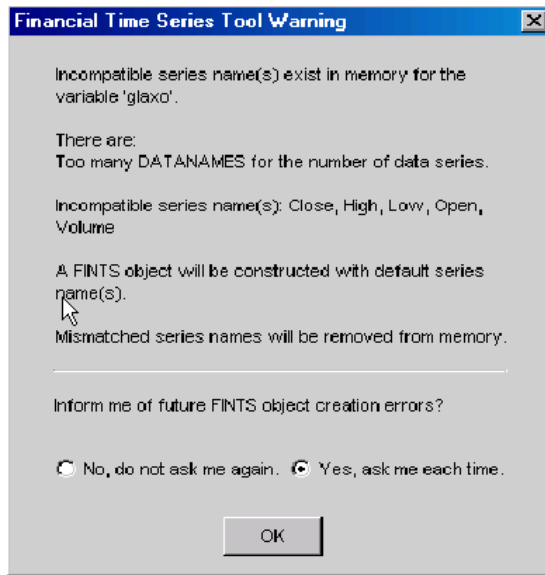 Financial Time Series Tool Warning
Incompatible series name(s) exist in memory for the
variable 'glaxo'.
There are:
Too many DATANAMES for the number of data series.
Incompatible series name(s): Close, High, Low, Open,
Volume
A FINTS object will be constructed with default series
name(s).
Mismatched series names will be removed from memory.
Inform me of future FINTS object creation errors?
No, do not ask me again. Yes, ask me each time.
OK